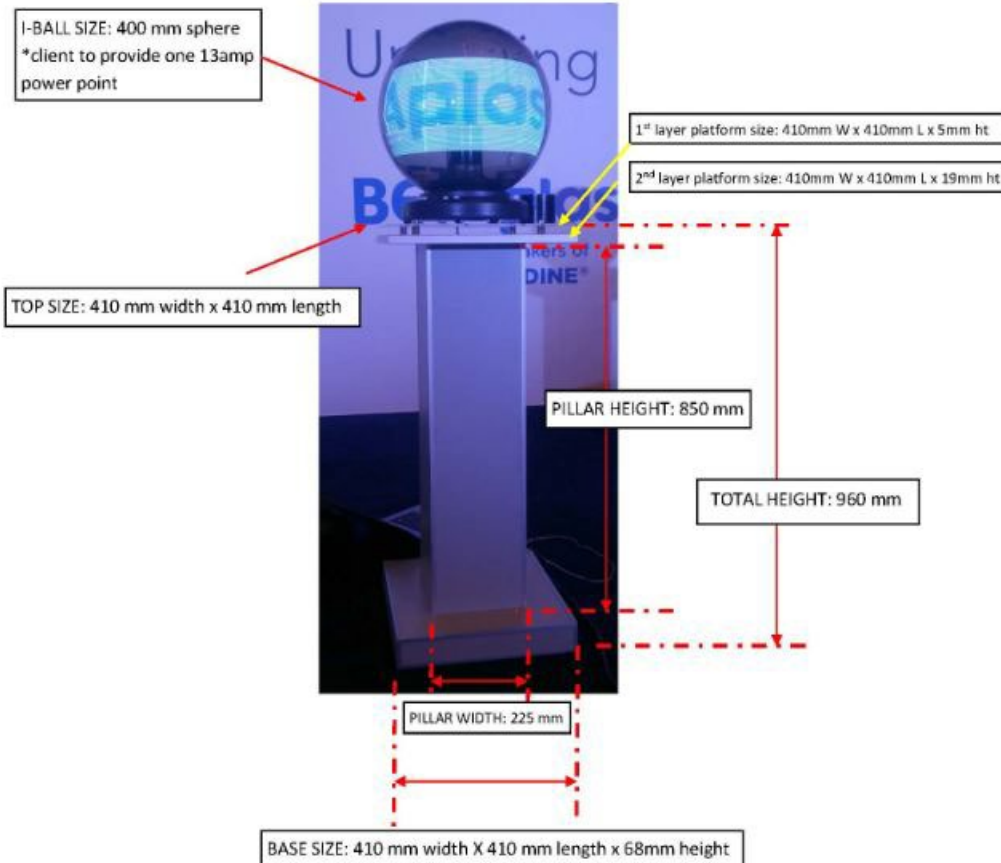 I-BALL SIZE: 400 mm sphere
*client to provide one 13amp
power point
Aplas
1st layer platform size: 410mm W x 410mm L x 5mm ht
2nd layer platform size: 410mm W x 410mm L x 19mm ht
TOP SIZE: 410 mm width x 410 mm length
DINE®
PILLAR HEIGHT: 850 mm
TOTAL HEIGHT: 960 mm
PILLAR WIDTH: 225 mm
BASE SIZE: 410 mm width X 410 mm length x 68mm height